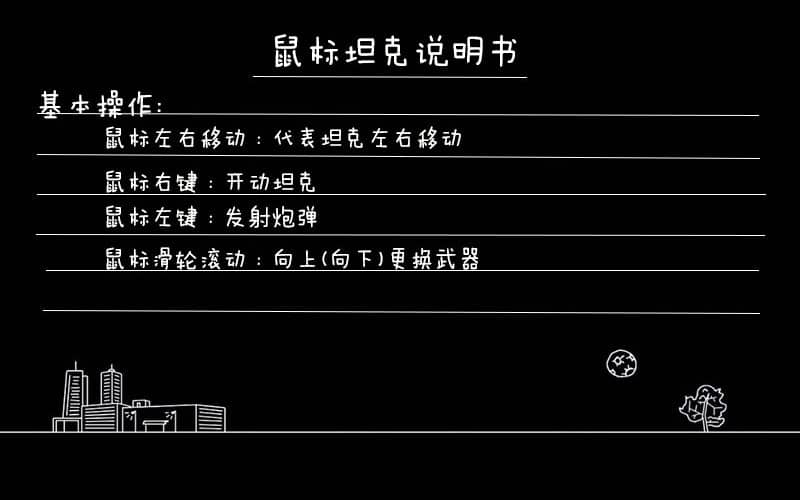 鼠标坦克说明书
基本操作:
鼠标左右移动：代表坦克左右移动
鼠标右键：开动坦克
鼠标左键：发射炮弹
鼠标滑轮滚动：向上(向下)更换武器